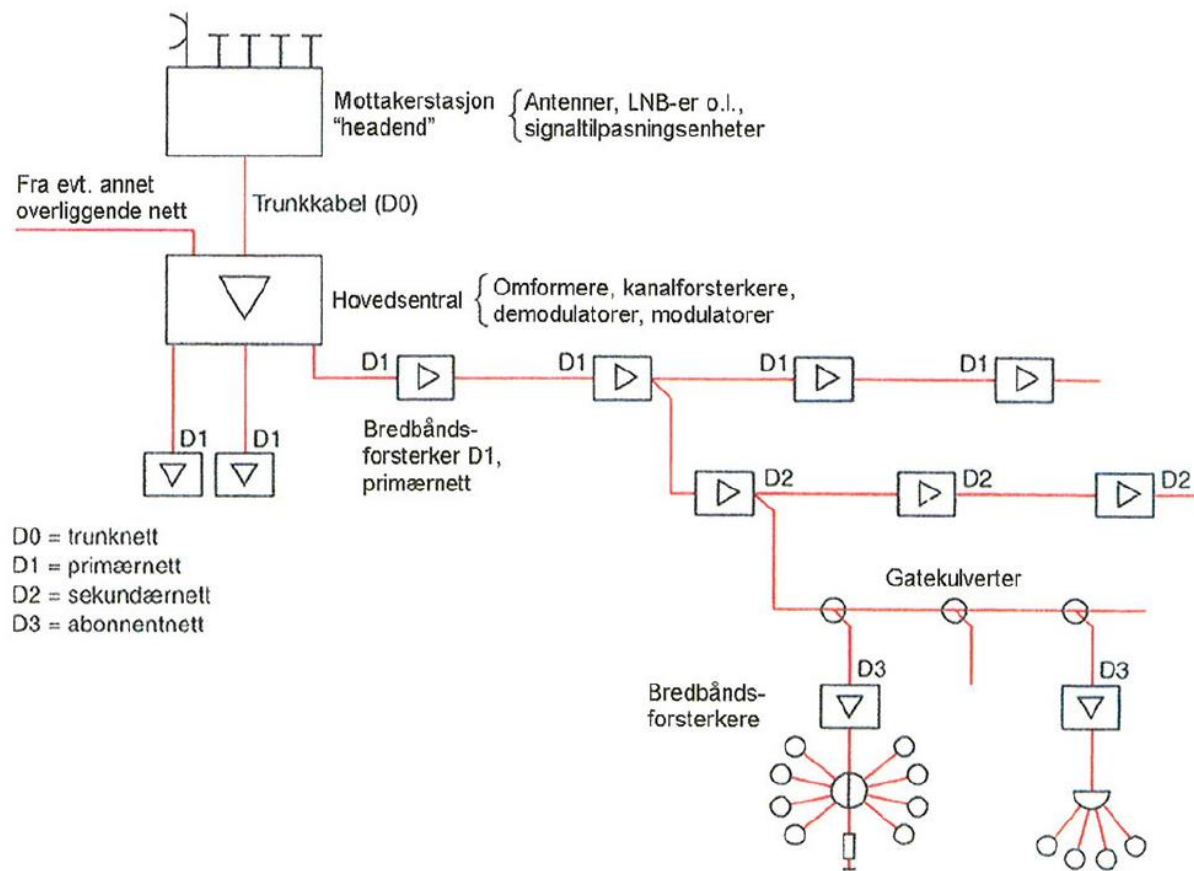 Mottakerstasjon
"headend"
Antenner, LNB-er o.l.,
signaltilpasningsenheter
Fra evt. annet
overliggende nett
Trunkkabel (D0)
Hovedsentral
Omformere, kanalforsterkere,
demodulatorer, modulatorer
D1
D1
D1
D1
D1
D1
Bredbånds-
forsterker D1,
primærnett
D2
D2
D2
D0 = trunknett
D1 = primærnett
D2 = sekundærnett
D3 = abonnentnett
Gatekulverter
D3
D3
Bredbånds-
forsterkere